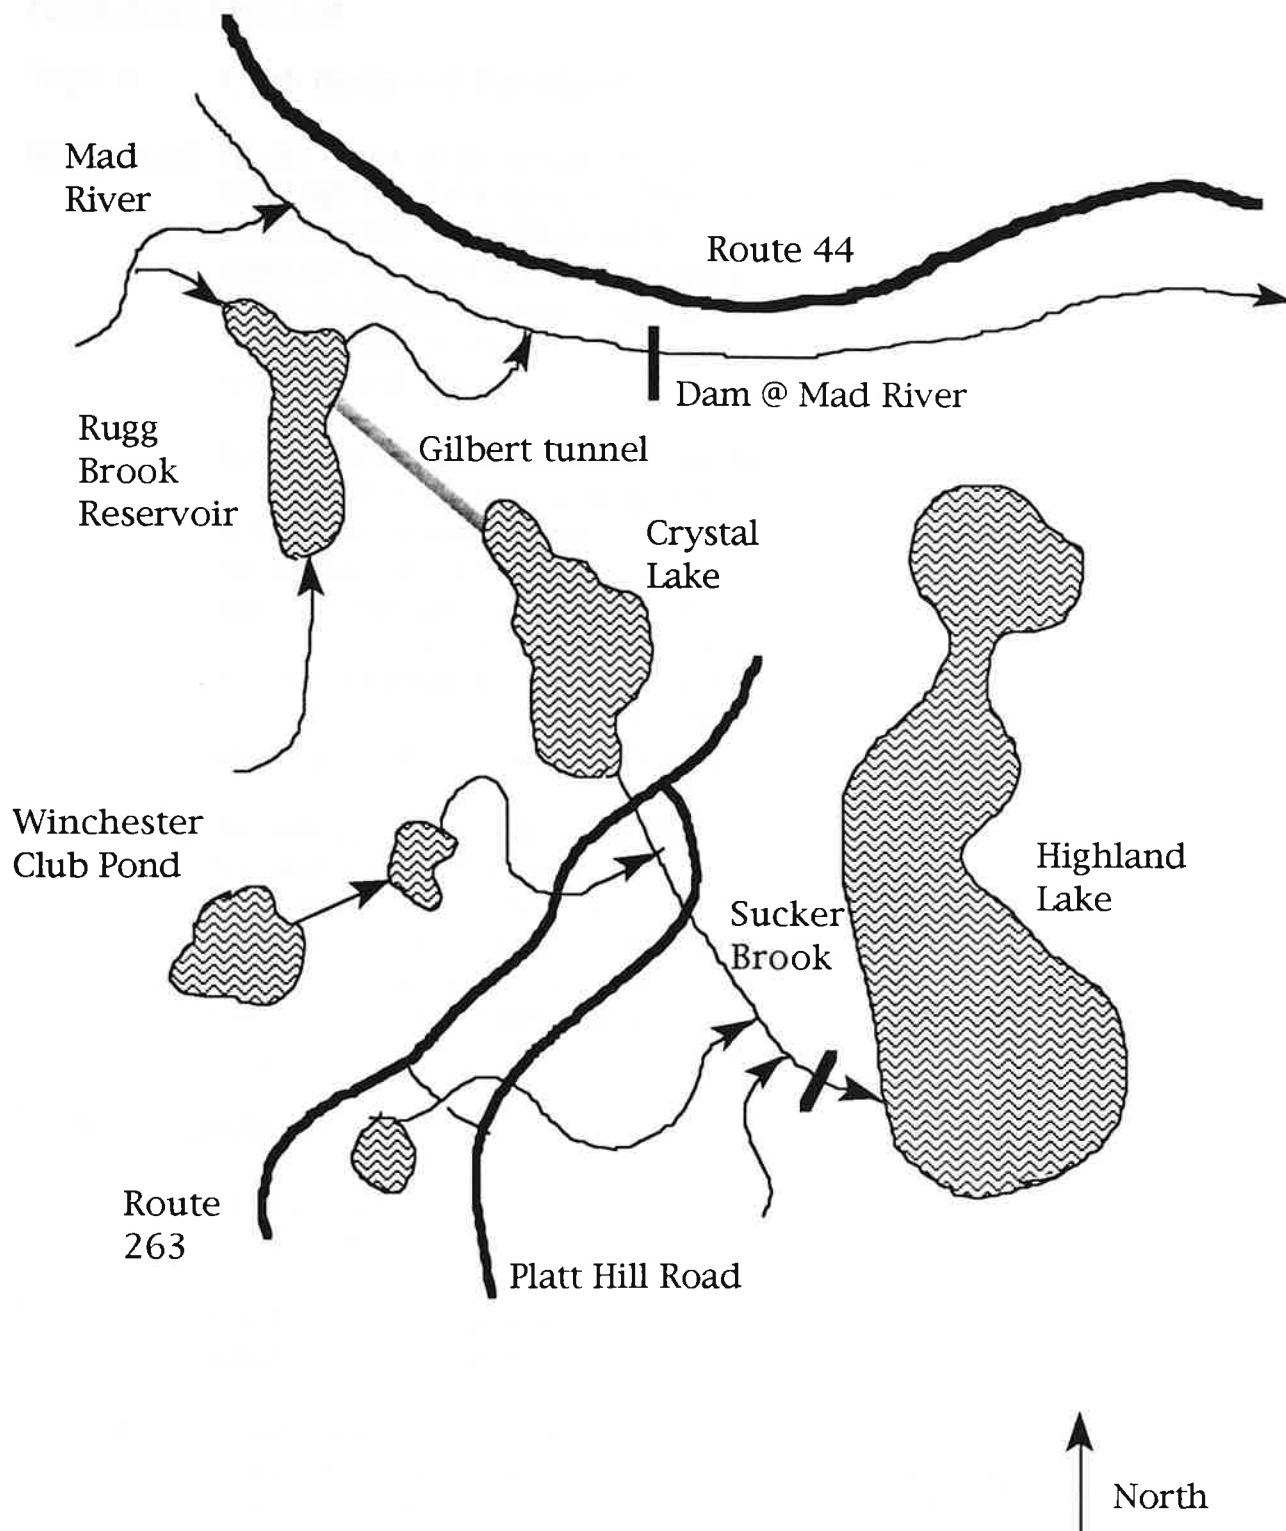 Mad
River
Route 44
Dam @ Mad River
Rugg
Brook
Reservoir
Gilbert tunnel
Crystal
Lake
Winchester
Club Pond
Highland
Lake
Sucker
Brook
Route
263
Platt Hill Road
North